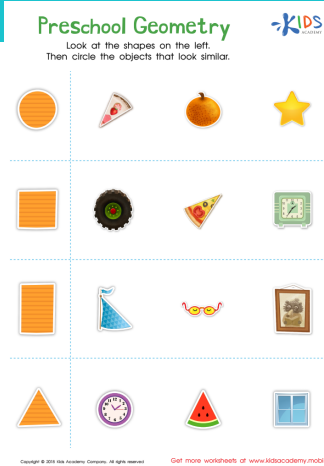 Preschool Geometry
KIDS
ACADEMY
Look at the shapes on the left.
Then circle the objects that look similar.
Copyright © 2015 Kids Academy Company. All rights reserved
Get more worksheets at www.kidsacademy.mobi